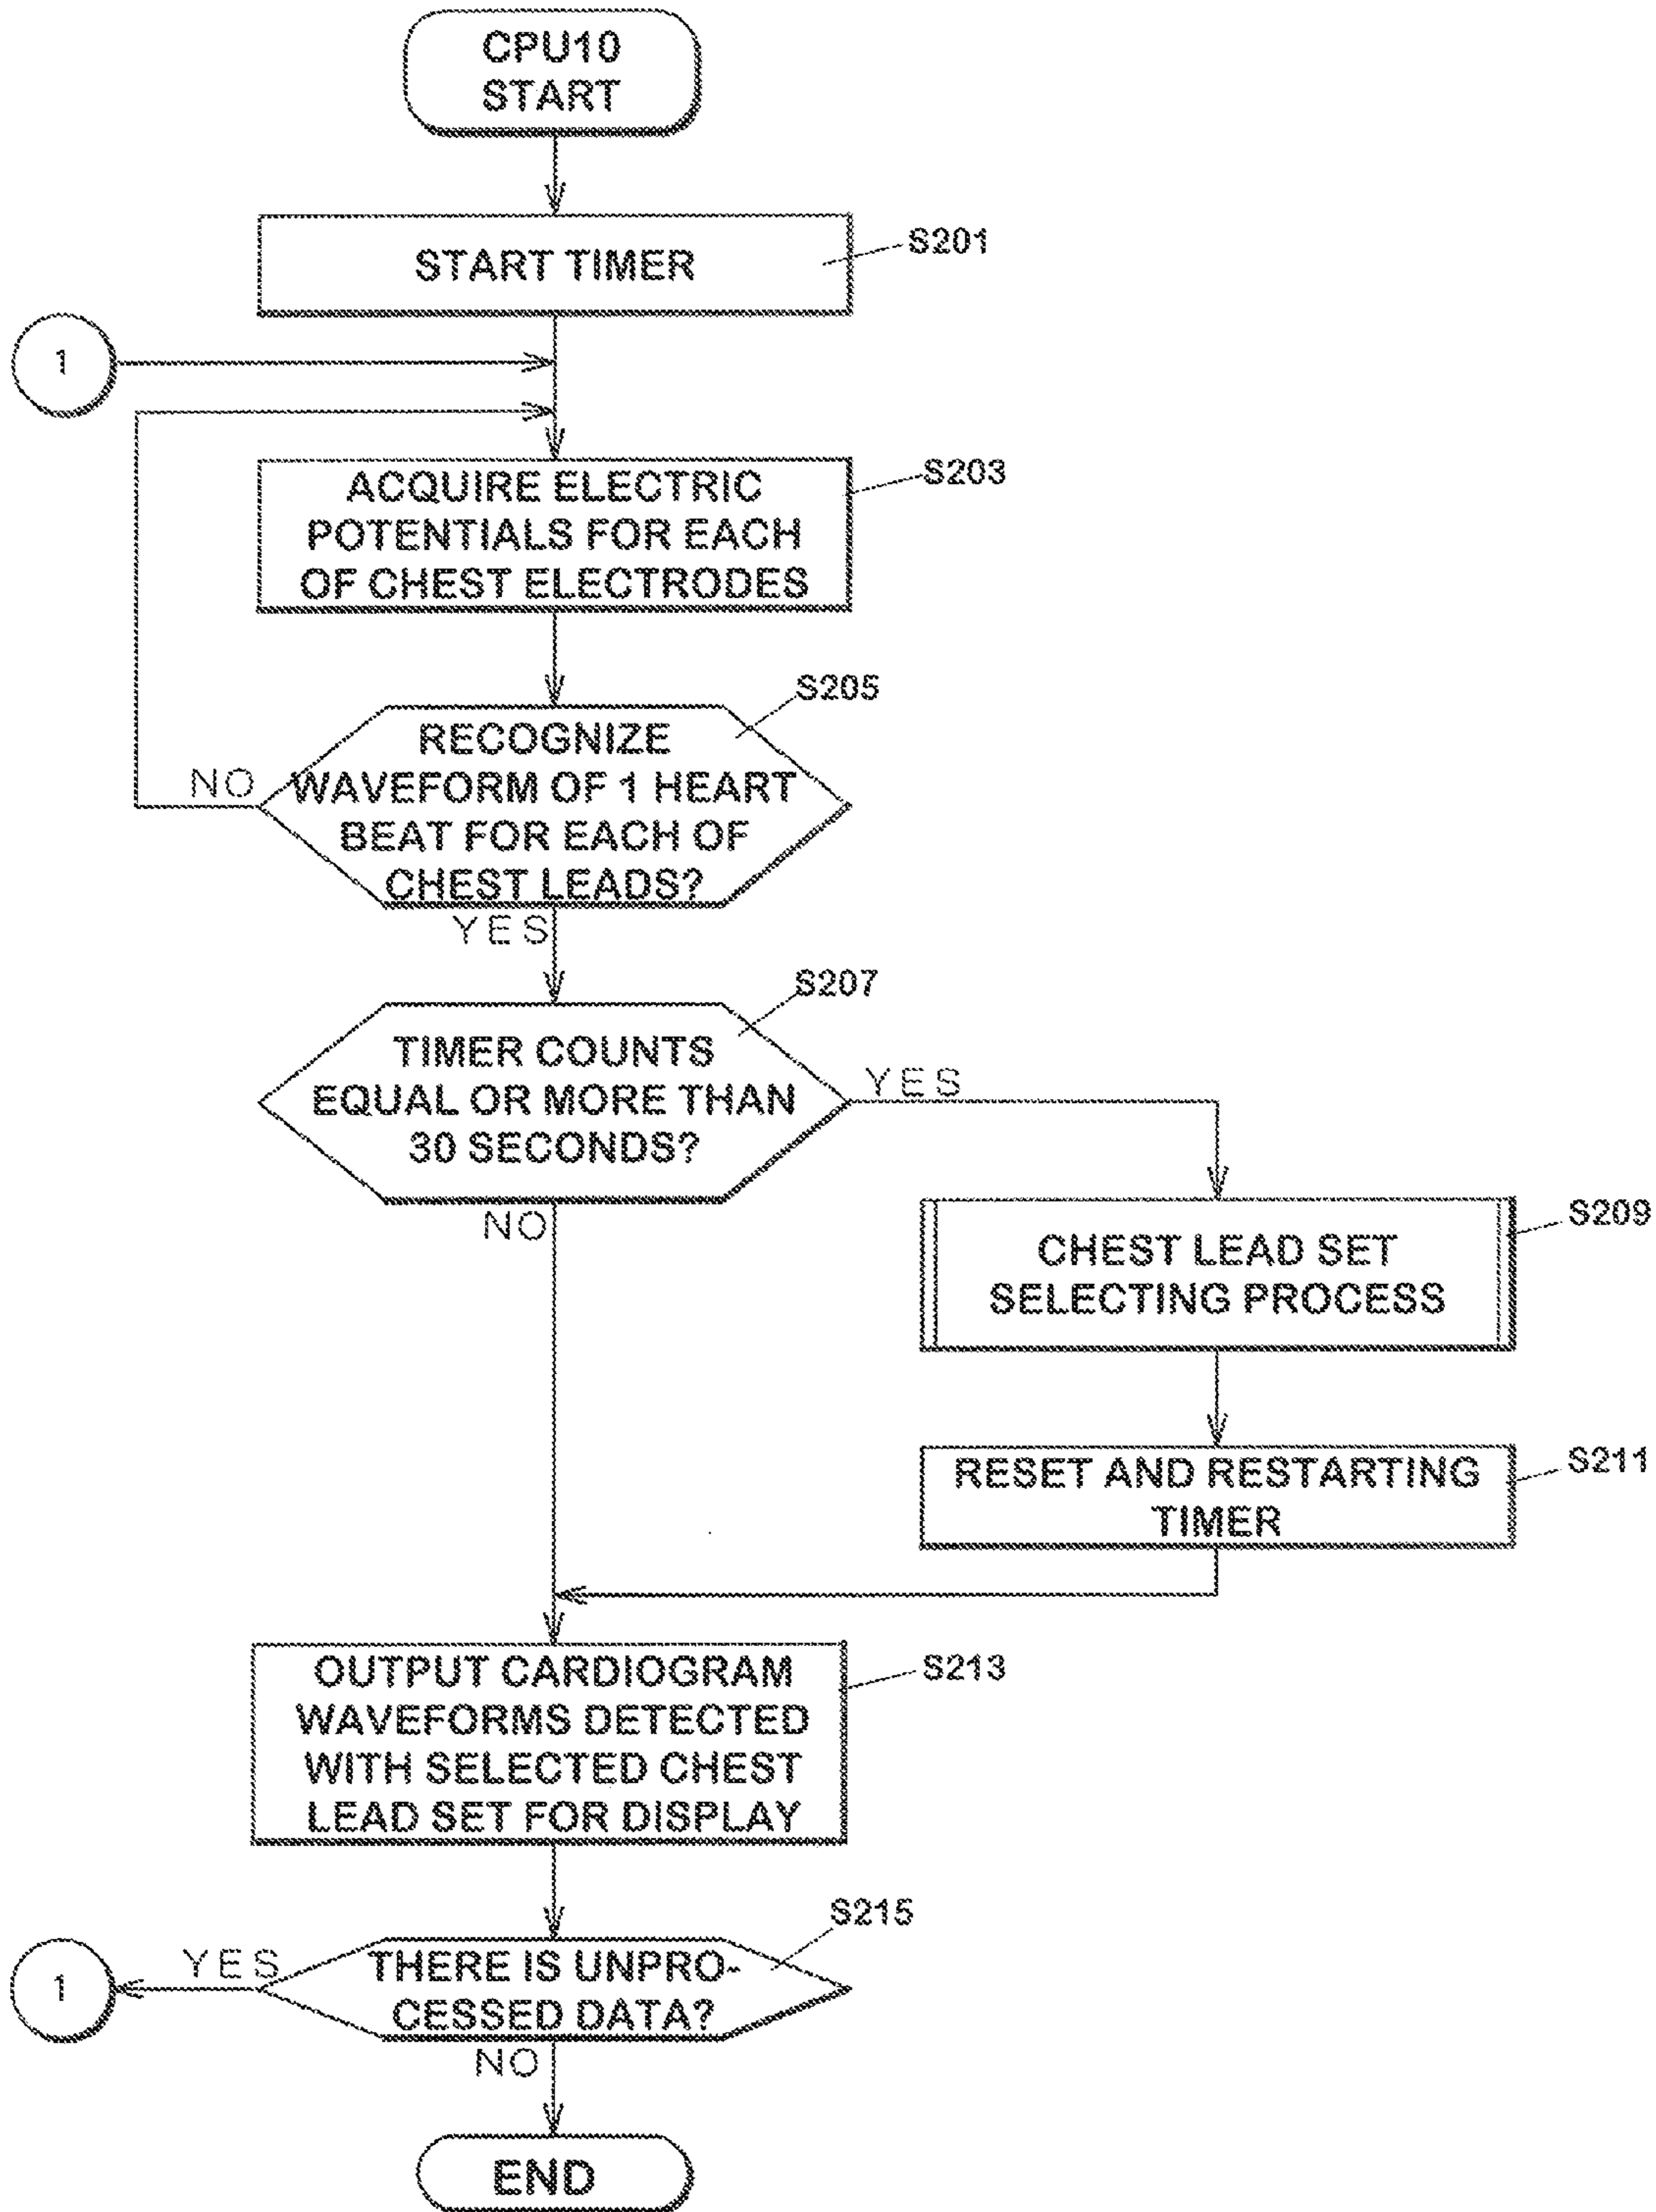 CPU10
START
START TIMER
S201
1
ACQUIRE ELECTRIC
POTENTIALS FOR EACH
OF CHEST ELECTRODES
S203
S205
RECOGNIZE
WAVEFORM OF 1 HEART
BEAT FOR EACH OF
CHEST LEADS?
NO
YES
S207
TIMER COUNTS
EQUAL OR MORE THAN
30 SECONDS?
YES
NO
CHEST LEAD SET
SELECTING PROCESS
S209
RESET AND RESTARTING
TIMER
S211
OUTPUT CARDIOGRAM
WAVEFORMS DETECTED
WITH SELECTED CHEST
LEAD SET FOR DISPLAY
S213
S215
THERE IS UNPRO-
CESSED DATA?
YES
1
NO
END